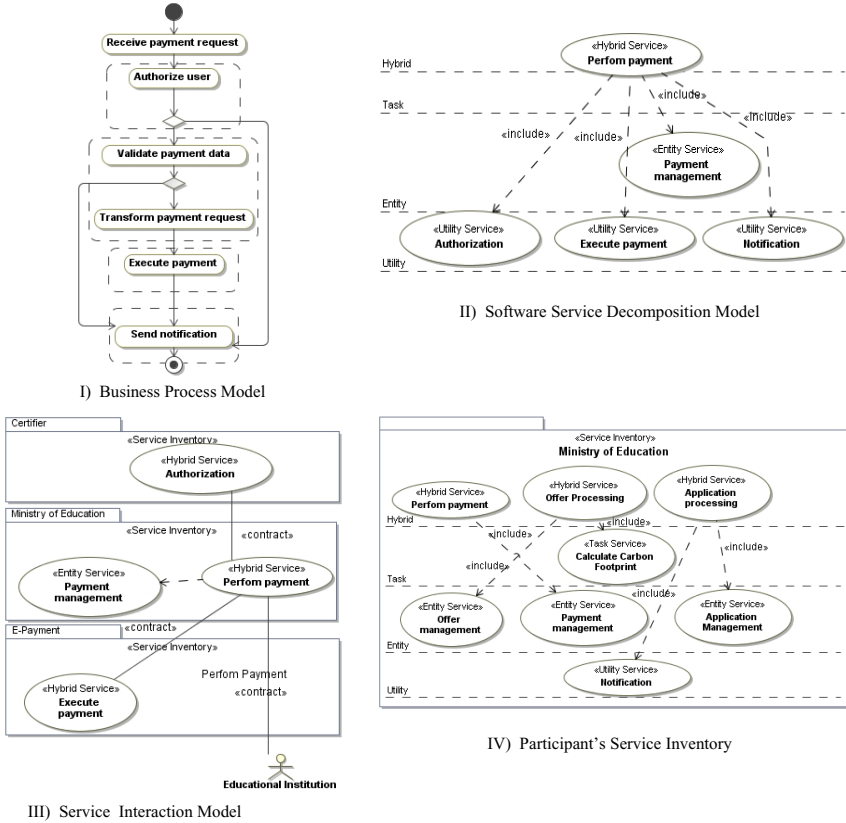 Receive payment request
Authorize user
Validate payment data
Transform payment request
Execute payment
Send notification
I) Business Process Model
«Hybrid Service»
Perfom payment
Hybrid
«include»
Task
«include»
«include»
«include»
«Entity Service»
Payment
management
Entity
«Utility Service»
Authorization
«Utility Service»
Execute payment
«Utility Service»
Notification
Utility
II) Software Service Decomposition Model
Certifier
«Service Inventory»
«Hybrid Service»
Authorization
Ministry of Education
«Service Inventory»
«contract»
«Entity Service»
Payment
management
«Hybrid Service»
Perfom payment
E-Payment
«contract»
«Service Inventory»
«Hybrid Service»
Execute
payment
Perfom Payment
«contract»
Educational Institution
III) Service Interaction Model
«Service Inventory»
Ministry of Education
«Hybrid Service»
Perfom payment
«Hybrid Service»
Offer Processing
«Hybrid Service»
Application
processing
Hybrid
«include»
«include»
«Task Service»
Calculate Carbon
Footprint
«include»
«include»
Task
«include»
«Entity Service»
Offer
management
«Entity Service»
Payment
management
«Entity Service»
Application
Management
Entity
«Utility Service»
Notification
Utility
IV) Participant's Service Inventory